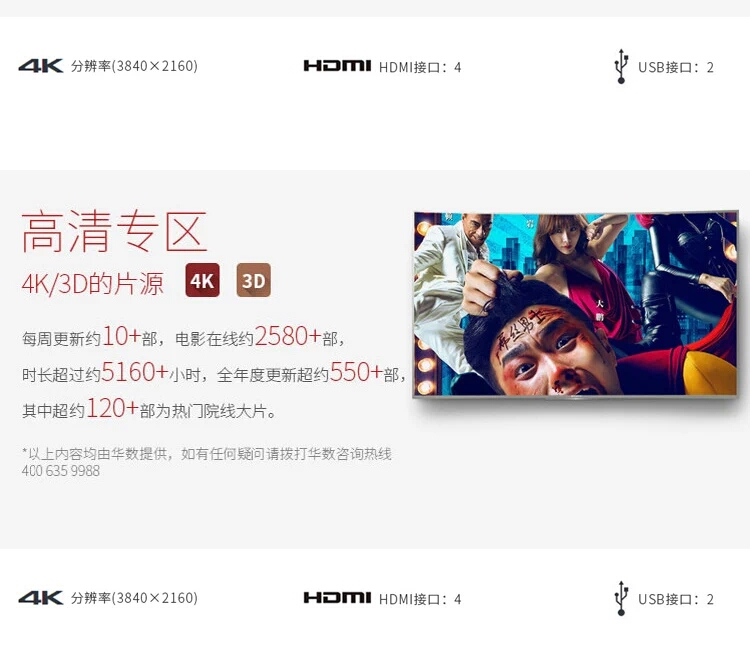 4K 分辨率(3840×2160) HDMI HDMI接口：4 USB接口：2
高清专区
4K/3D的片源 4K 3D
每周更新约10+部，电影在线约2580+部，
时长超过约5160+小时，全年度更新超约550+部，
其中超约120+部为热门院线大片。
*以上内容均由华数提供，如有任何疑问请拨打华数咨询热线
400 635 9988
大鹏
4K 分辨率(3840×2160) HDMI HDMI接口：4 USB接口：2